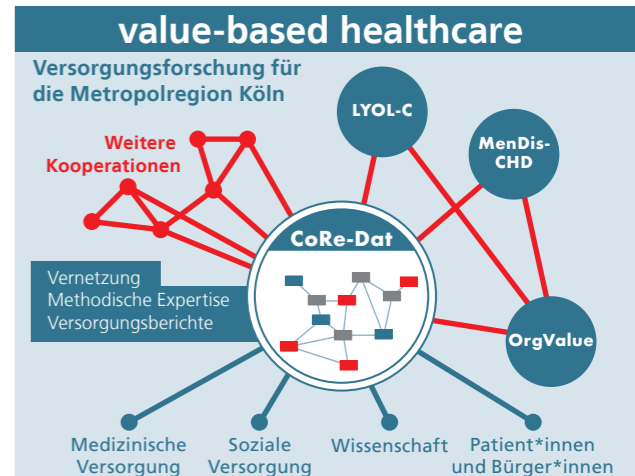 value-based healthcare
Versorgungsforschung für
die Metropolregion Köln
LYOL-C
Weitere
Kooperationen
MenDis-
CHD
CoRe-Dat
Vernetzung
Methodische Expertise
Versorgungsberichte
OrgValue
Medizinische
Versorgung
Soziale
Versorgung
Wissenschaft
Patient*innen
und Bürger*innen